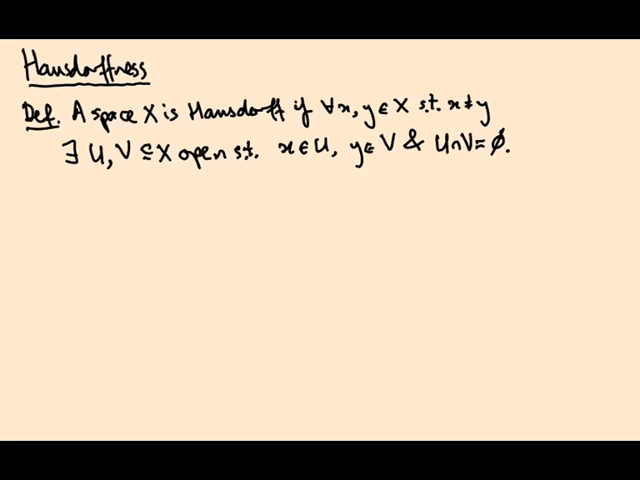 Hausdorffness
Def. A space X is Hausdorff if ∀x, y ∈ X s.t. x ≠ y
∃ U, V ⊆ X open s.t. x ∈ U, y ∈ V & U ∩ V = ∅.